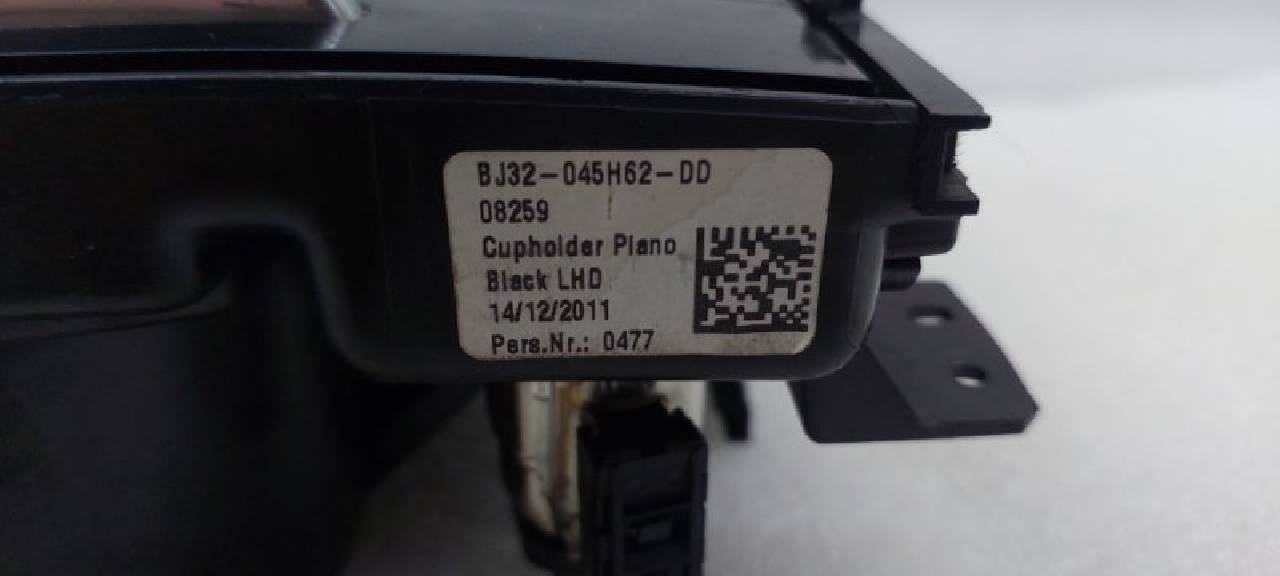 BJ32-045H62-DD
08259
Cupholder Piano
Black LHD
14/12/2011
Pers.Nr.: 0477